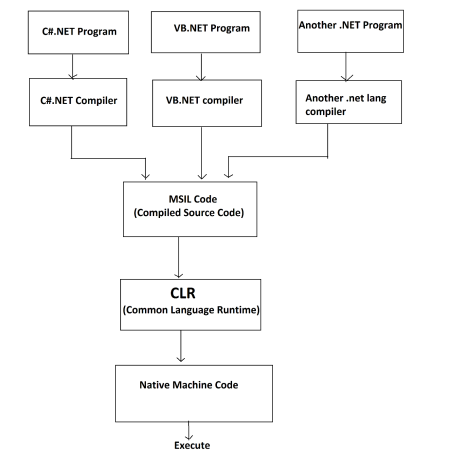 C#.NET Program
VB.NET Program
Another .NET Program
C#.NET Compiler
VB.NET compiler
Another .net lang
compiler
MSIL Code
(Compiled Source Code)
CLR
(Common Language Runtime)
Native Machine Code
Execute